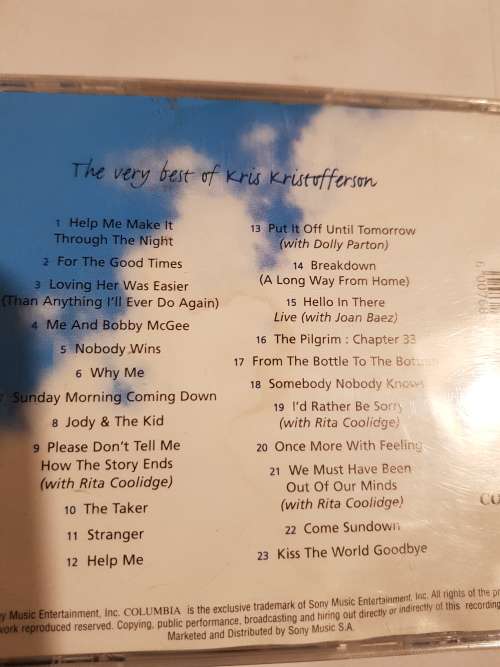 The very best of Kris Kristofferson
1 Help Me Make It
Through The Night
2 For The Good Times
3 Loving Her Was Easier
(Than Anything I'll Ever Do Again)
4 Me And Bobby McGee
5 Nobody Wins
6 Why Me
7 Sunday Morning Coming Down
8 Jody & The Kid
9 Please Don't Tell Me
How The Story Ends
(with Rita Coolidge)
10 The Taker
11 Stranger
12 Help Me
13 Put It Off Until Tomorrow
(with Dolly Parton)
14 Breakdown
(A Long Way From Home)
15 Hello In There
Live (with Joan Baez)
16 The Pilgrim : Chapter 33
17 From The Bottle To The Bottom
18 Somebody Nobody Knows
19 I'd Rather Be Sorry
(with Rita Coolidge)
20 Once More With Feeling
21 We Must Have Been
Out Of Our Minds
(with Rita Coolidge)
22 Come Sundown
23 Kiss The World Goodbye
CO
Music Entertainment, Inc. COLUMBIA is the exclusive trademark of Sony Music Entertainment, Inc. All rights of the
reproduced reserved. Copying, public performance, broadcasting and hiring out directly or indirectly of this recording
Marketed and Distributed by Sony Music S.A.